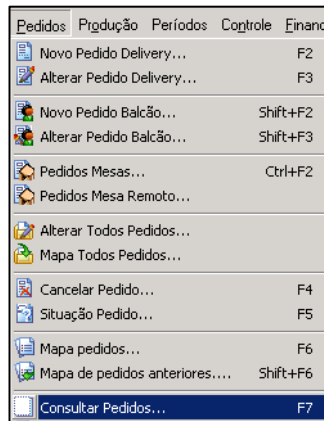 Pedidos Produção Períodos Controle Financ
Novo Pedido Delivery... F2
Alterar Pedido Delivery... F3
Novo Pedido Balcão... Shift+F2
Alterar Pedido Balcão... Shift+F3
Pedidos Mesas... Ctrl+F2
Pedidos Mesa Remoto...
Alterar Todos Pedidos...
Mapa Todos Pedidos...
Cancelar Pedido... F4
Situação Pedido... F5
Mapa pedidos... F6
Mapa de pedidos anteriores.... Shift+F6
Consultar Pedidos... F7